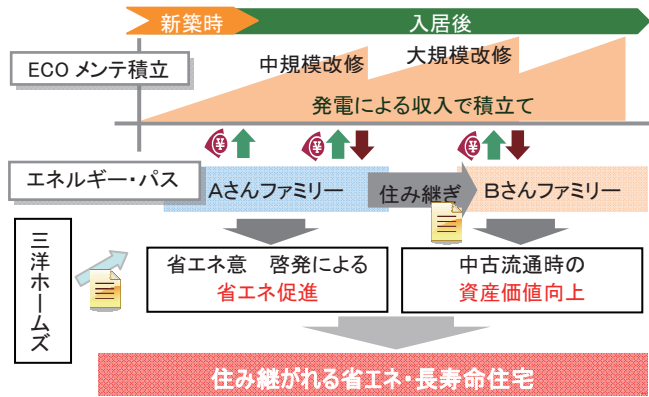 新築時
入居後
ECO メンテ積立
中規模改修
大規模改修
発電による収入で積立て
¥
¥
¥
エネルギー・パス
Aさんファミリー
住み継ぎ
Bさんファミリー
三洋ホームズ
省エネ意　啓発による
省エネ促進
中古流通時の
資産価値向上
住み継がれる省エネ・長寿命住宅